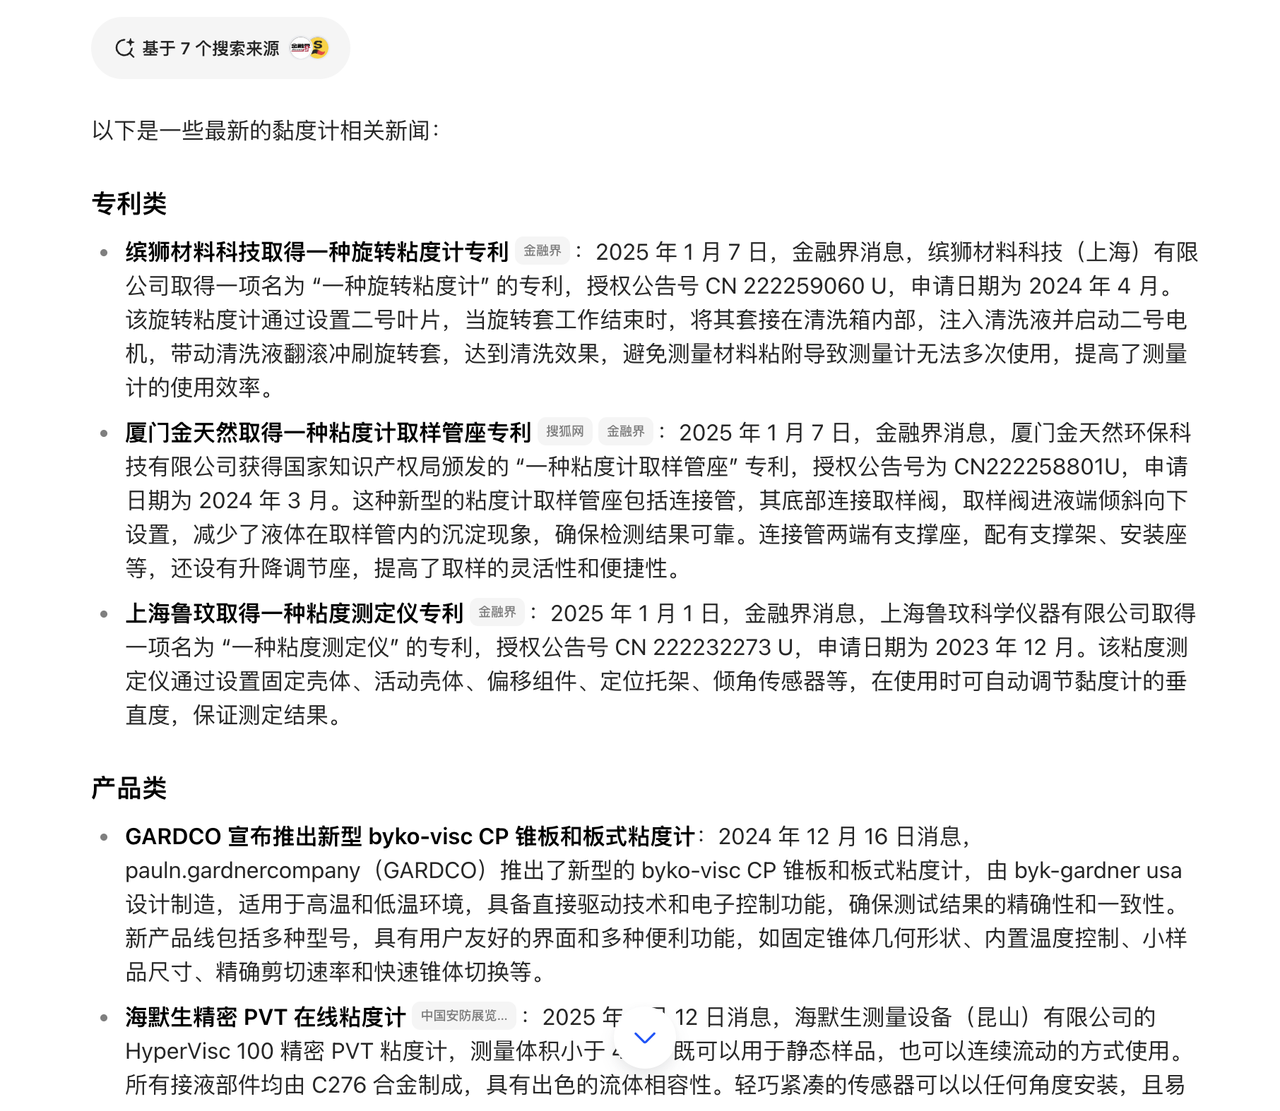 基于 7 个搜索来源
以下是一些最新的黏度计相关新闻：
专利类
缤狮材料科技取得一种旋转粘度计专利 金融界 ：2025 年 1 月 7 日，金融界消息，缤狮材料科技（上海）有限
公司取得一项名为 “一种旋转粘度计” 的专利，授权公告号 CN 222259060 U，申请日期为 2024 年 4 月。
该旋转粘度计通过设置二号叶片，当旋转套工作结束时，将其套接在清洗箱内部，注入清洗液并启动二号电
机，带动清洗液翻滚冲刷旋转套，达到清洗效果，避免测量材料粘附导致测量计无法多次使用，提高了测量
计的使用效率。
厦门金天然取得一种粘度计取样管座专利 搜狐网 金融界 ：2025 年 1 月 7 日，金融界消息，厦门金天然环保科
技有限公司获得国家知识产权局颁发的 “一种粘度计取样管座” 专利，授权公告号为 CN222258801U，申请
日期为 2024 年 3 月。这种新型的粘度计取样管座包括连接管，其底部连接取样阀，取样阀进液端倾斜向下
设置，减少了液体在取样管内的沉淀现象，确保检测结果可靠。连接管两端有支撑座，配有支撑架、安装座
等，还设有升降调节座，提高了取样的灵活性和便捷性。
上海鲁玟取得一种粘度测定仪专利 金融界 ：2025 年 1 月 1 日，金融界消息，上海鲁玟科学仪器有限公司取得
一项名为 “一种粘度测定仪” 的专利，授权公告号 CN 222232273 U，申请日期为 2023 年 12 月。该粘度测
定仪通过设置固定壳体、活动壳体、偏移组件、定位托架、倾角传感器等，在使用时可自动调节黏度计的垂
直度，保证测定结果。
产品类
GARDCO 宣布推出新型 byko-visc CP 锥板和板式粘度计：2024 年 12 月 16 日消息，
pauln.gardnercompany（GARDCO）推出了新型的 byko-visc CP 锥板和板式粘度计，由 byk-gardner usa
设计制造，适用于高温和低温环境，具备直接驱动技术和电子控制功能，确保测试结果的精确性和一致性。
新产品线包括多种型号，具有用户友好的界面和多种便利功能，如固定锥体几何形状、内置温度控制、小样
品尺寸、精确剪切速率和快速锥体切换等。
海默生精密 PVT 在线粘度计 中国安防展览... ：2025 年 月 12 日消息，海默生测量设备（昆山）有限公司的
HyperVisc 100 精密 PVT 粘度计，测量体积小于 既可以用于静态样品，也可以连续流动的方式使用。
所有接液部件均由 C276 合金制成，具有出色的流体相容性。轻巧紧凑的传感器可以以任何角度安装，且易